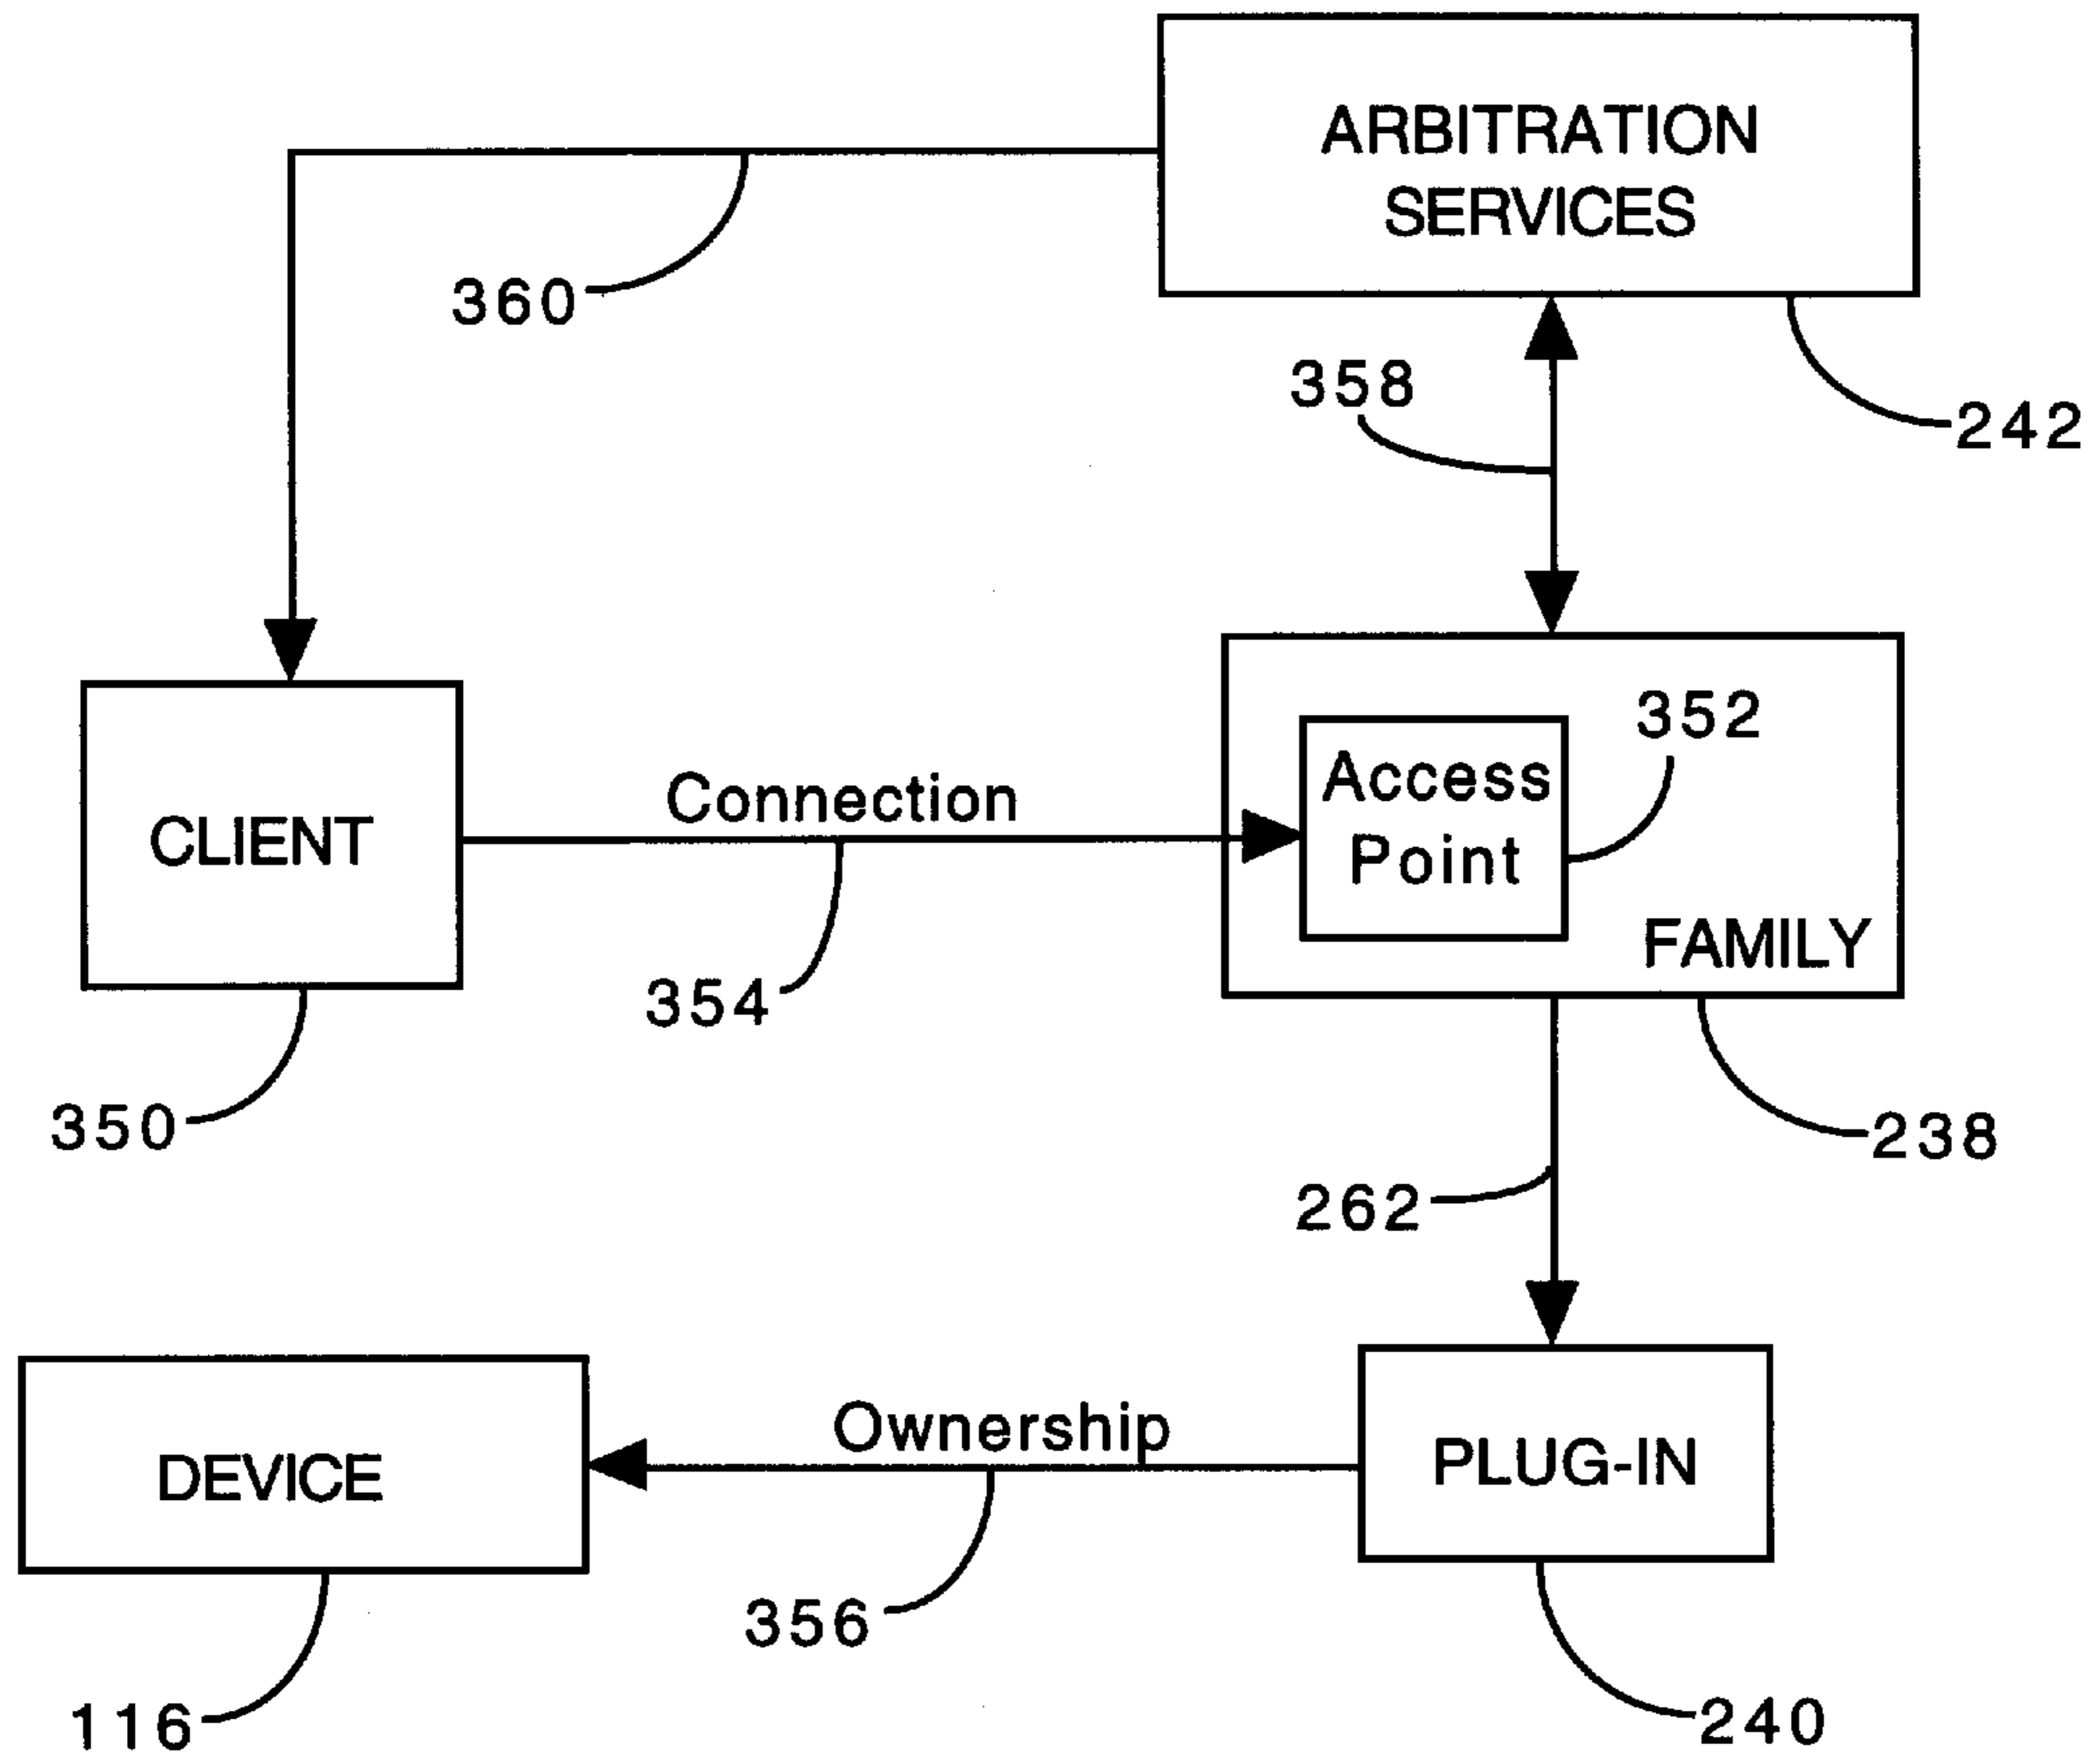 ARBITRATION
SERVICES
360
358
242
352
Access
Point
Connection
CLIENT
FAMILY
354
350
238
262
Ownership
PLUG-IN
DEVICE
356
116
240